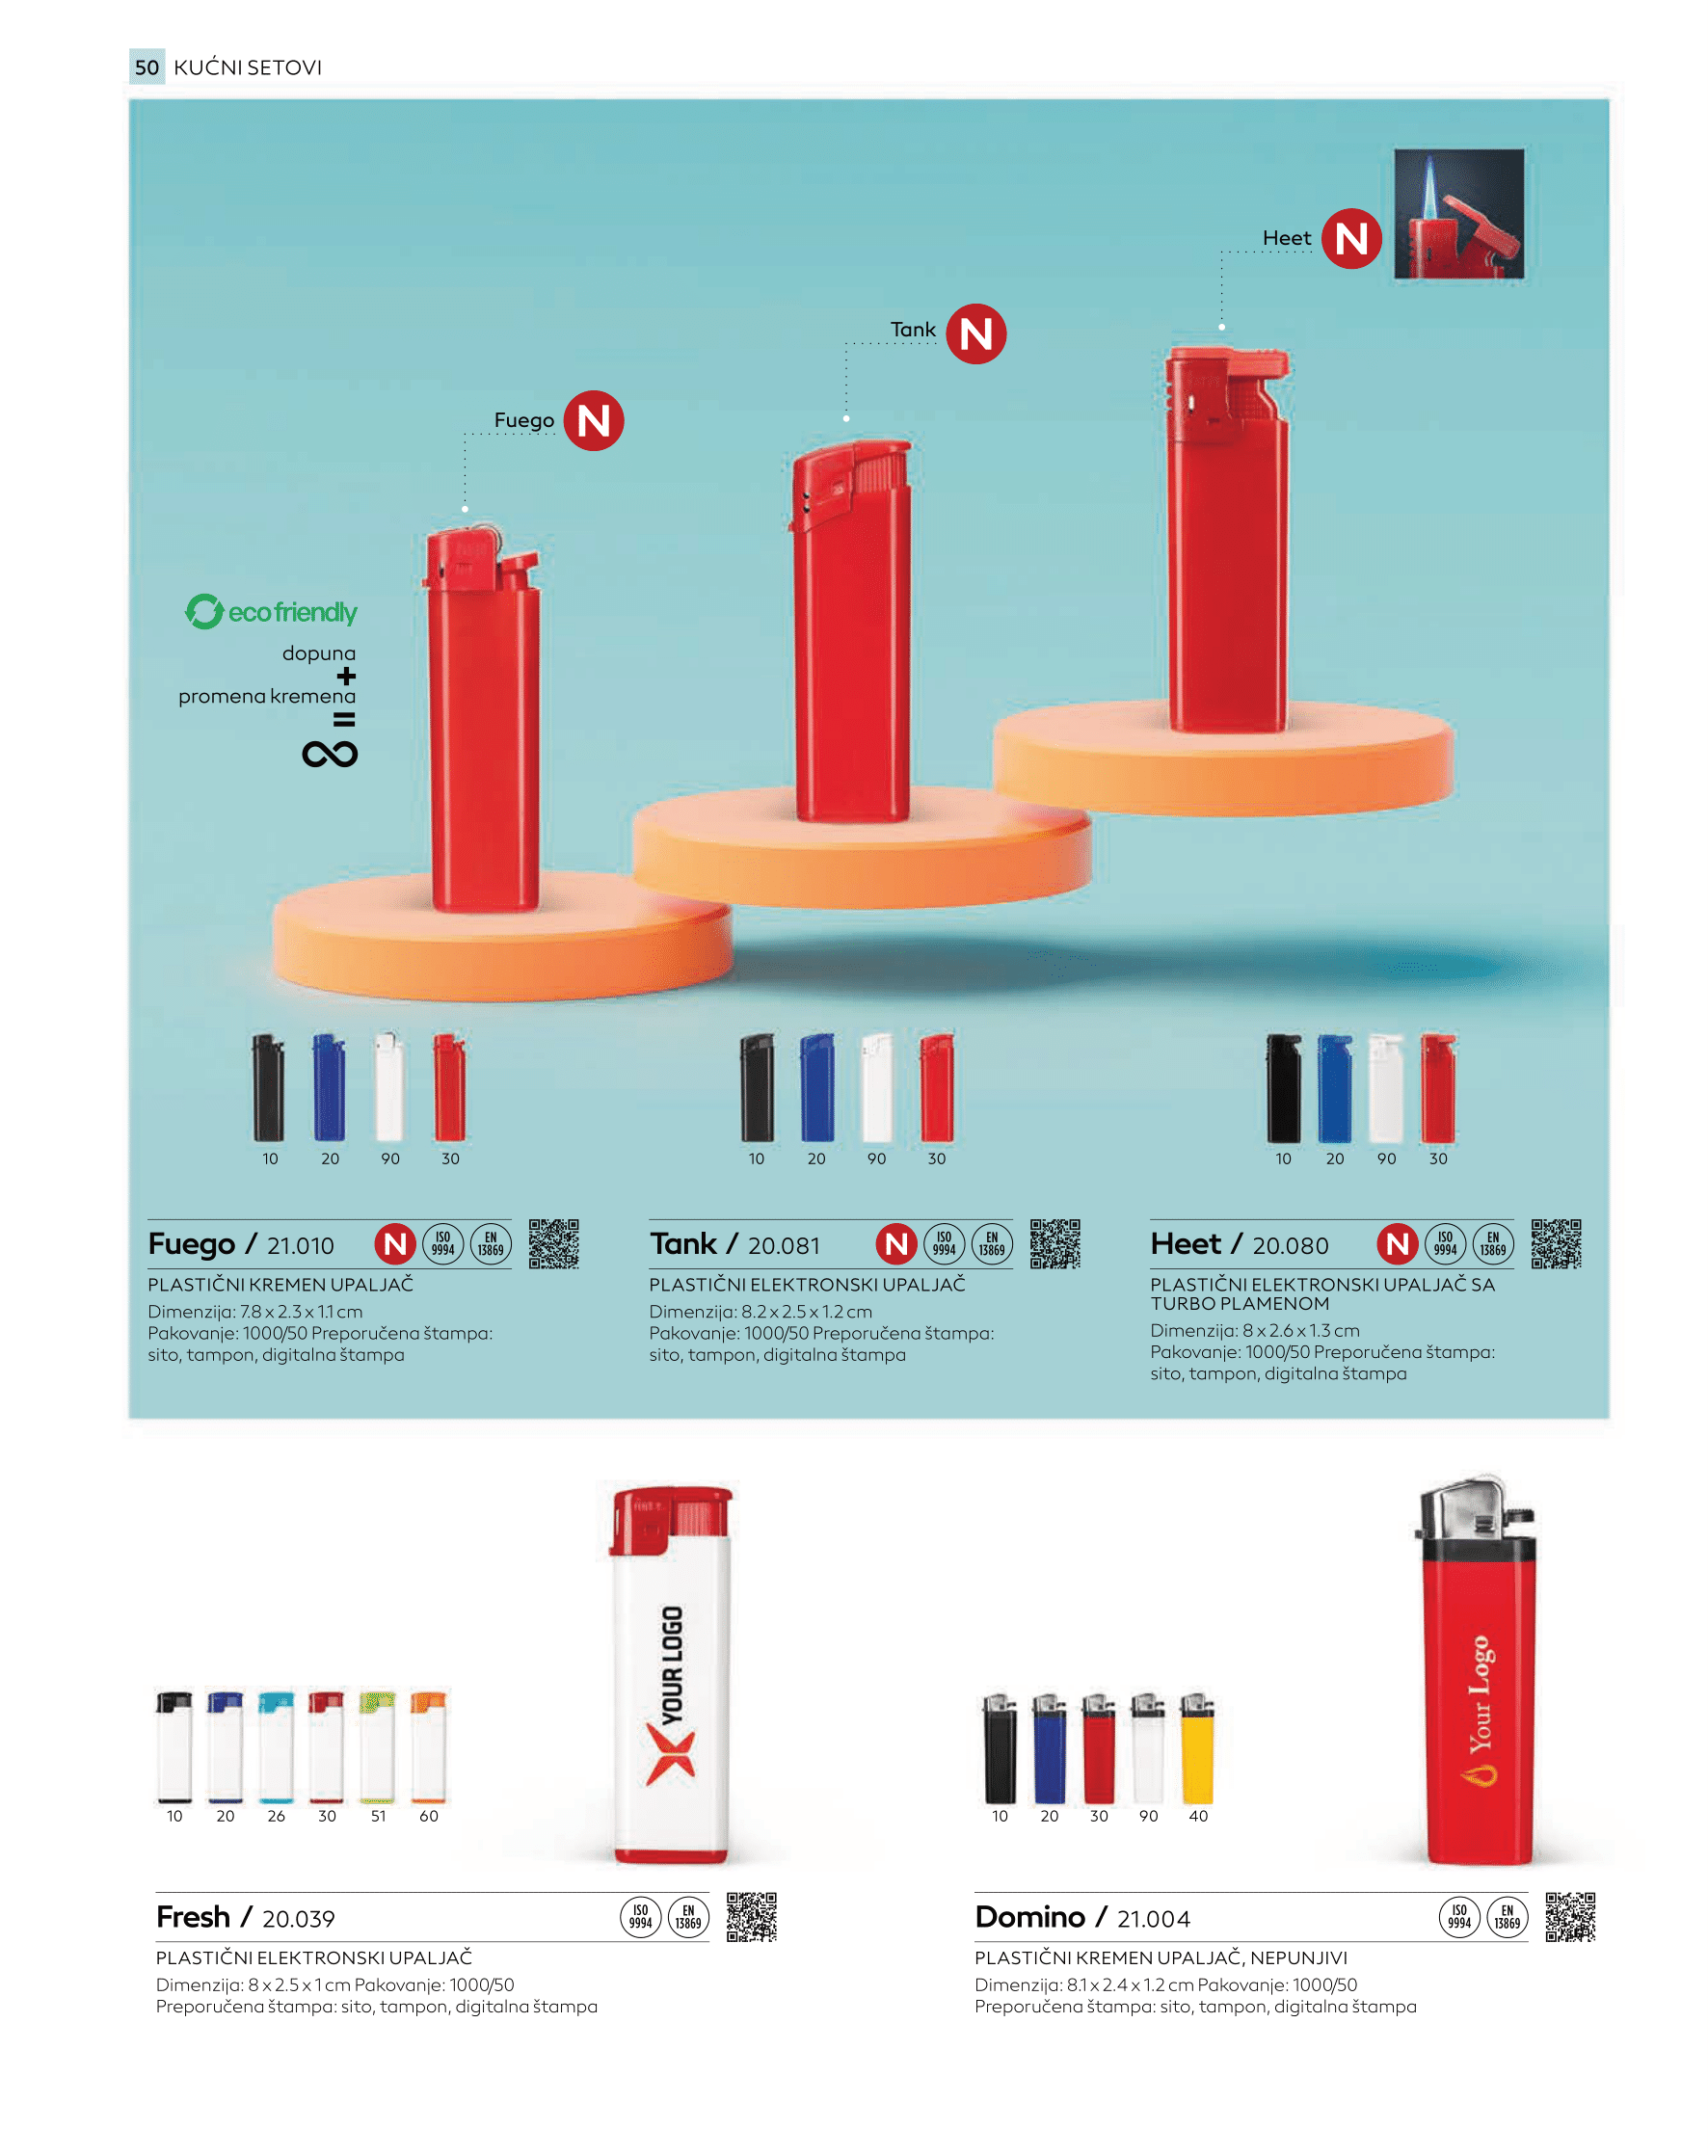 50 KUĆNI SETOVI
Heet N
Tank N
Fuego N
eco friendly
dopuna
+
promena kremena
=
∞
10 20 90 30
10 20 90 30
10 20 90 30
Fuego / 21.010 N ISO 9994 EN 13869
PLASTIČNI KREMEN UPALJAČ
Dimenzija: 7.8 x 2.3 x 1.1 cm
Pakovanje: 1000/50 Preporučena štampa:
sito, tampon, digitalna štampa
Tank / 20.081 N ISO 9994 EN 13869
PLASTIČNI ELEKTRONSKI UPALJAČ
Dimenzija: 8.2 x 2.5 x 1.2 cm
Pakovanje: 1000/50 Preporučena štampa:
sito, tampon, digitalna štampa
Heet / 20.080 N ISO 9994 EN 13869
PLASTIČNI ELEKTRONSKI UPALJAČ SA
TURBO PLAMENOM
Dimenzija: 8 x 2.6 x 1.3 cm
Pakovanje: 1000/50 Preporučena štampa:
sito, tampon, digitalna štampa
YOUR LOGO
10 20 26 30 51 60
Fresh / 20.039 ISO 9994 EN 13869
PLASTIČNI ELEKTRONSKI UPALJAČ
Dimenzija: 8 x 2.5 x 1 cm Pakovanje: 1000/50
Preporučena štampa: sito, tampon, digitalna štampa
Your Logo
10 20 30 90 40
Domino / 21.004 ISO 9994 EN 13869
PLASTIČNI KREMEN UPALJAČ, NEPUNJIVI
Dimenzija: 8.1 x 2.4 x 1.2 cm Pakovanje: 1000/50
Preporučena štampa: sito, tampon, digitalna štampa